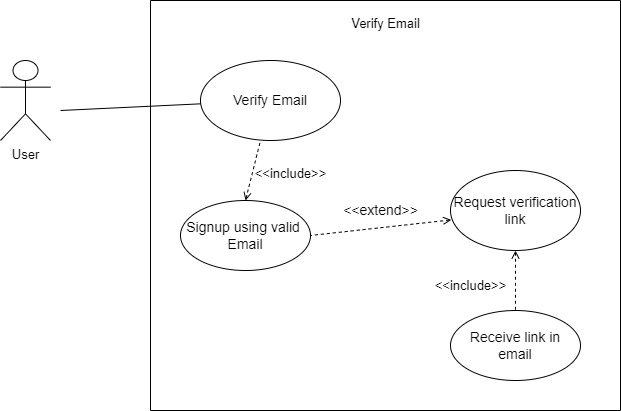 Verify Email
Verify Email
User
<<include>>
Signup using valid
Email
<<extend>>
Request verification
link
<<include>>
Receive link in
email